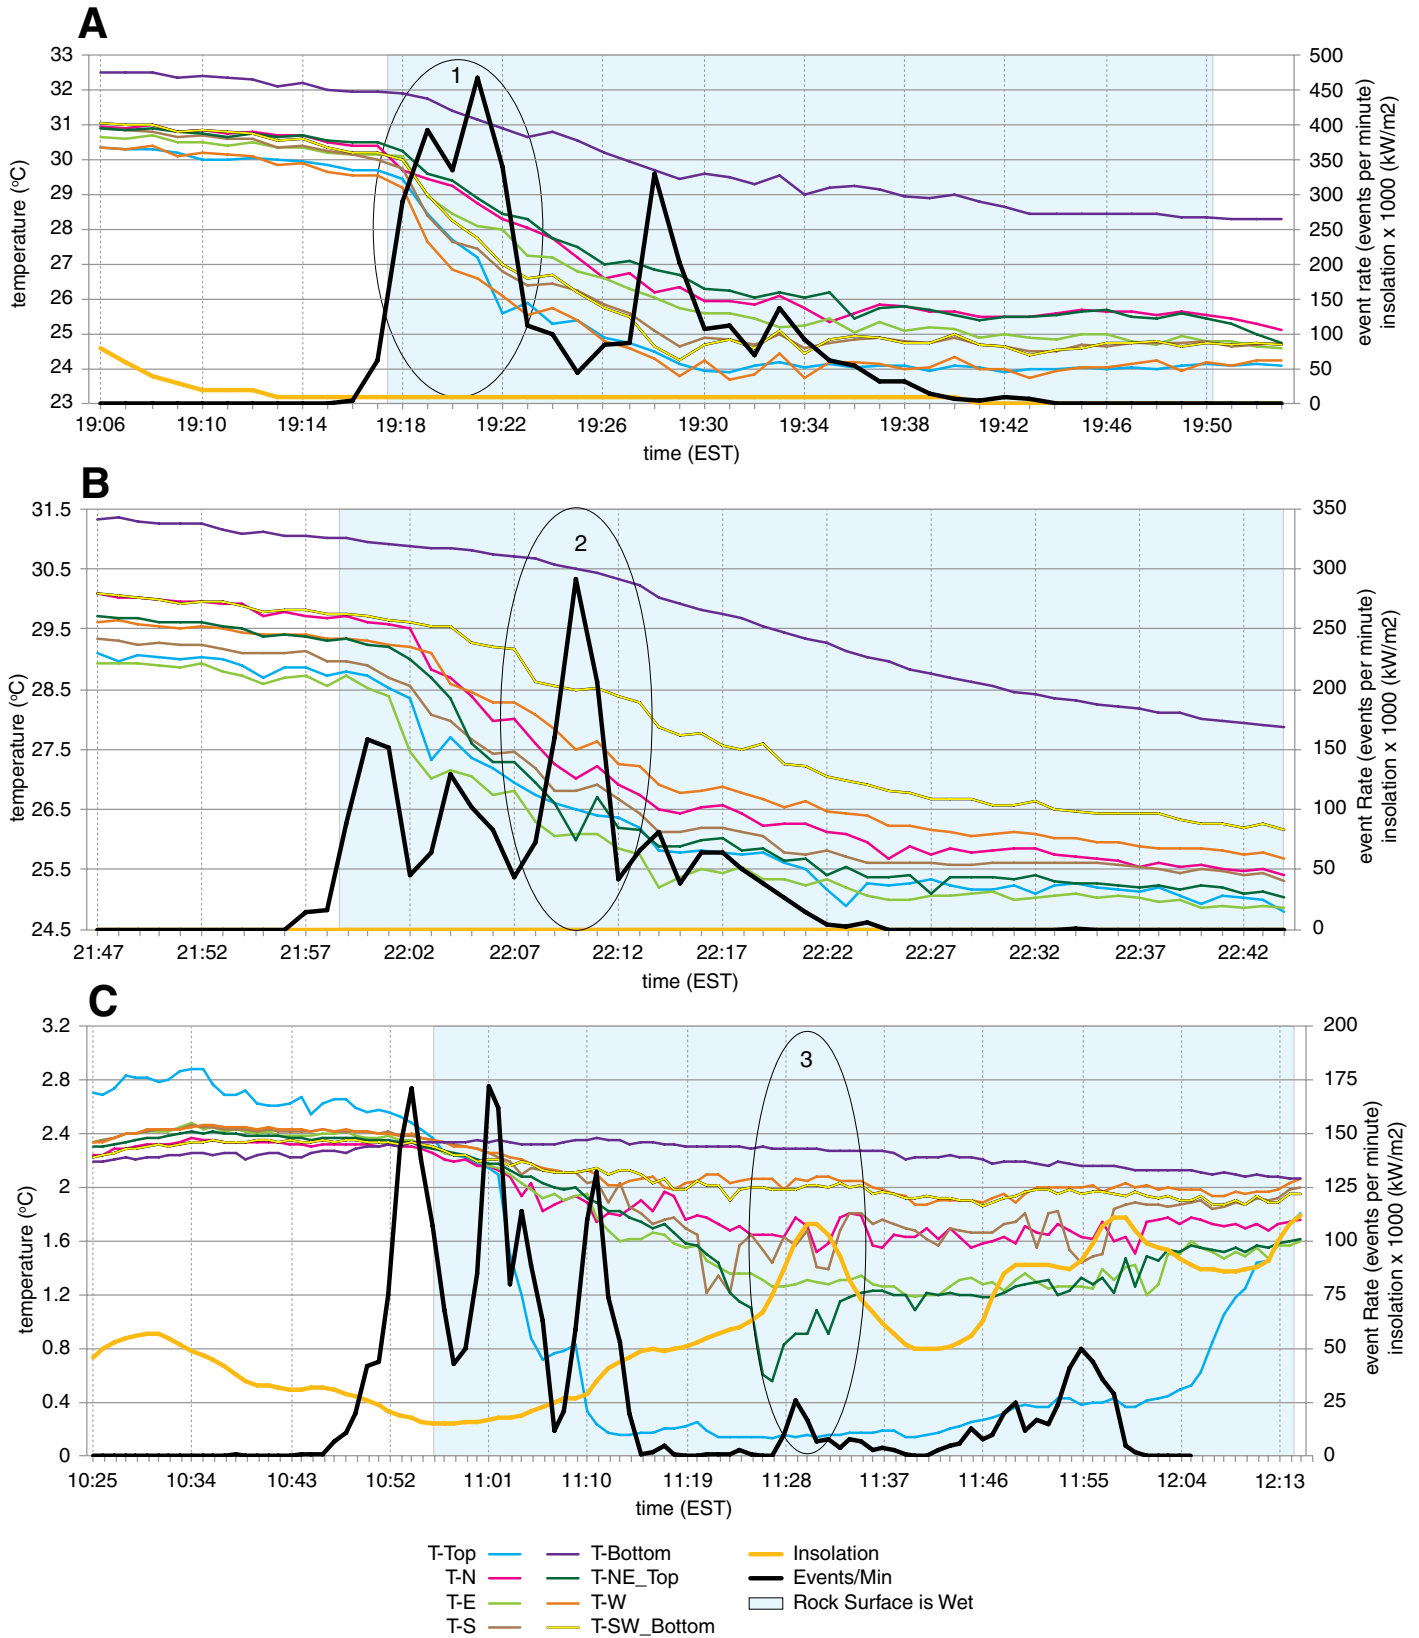 A
33
32
31
30
29
28
27
26
25
24
23
temperature (°C)
500
450
400
350
300
250
200
150
100
50
0
event rate (events per minute)
insolation x 1000 (kW/m2)
1
19:06 19:10 19:14 19:18 19:22 19:26 19:30 19:34 19:38 19:42 19:46 19:50
time (EST)
B
31.5
30.5
29.5
28.5
27.5
26.5
25.5
24.5
temperature (°C)
350
300
250
200
150
100
50
0
event Rate (events per minute)
insolation x 1000 (kW/m2)
2
21:47 21:52 21:57 22:02 22:07 22:12 22:17 22:22 22:27 22:32 22:37 22:42
time (EST)
C
3.2
2.8
2.4
2
1.6
1.2
0.8
0.4
0
temperature (°C)
200
175
150
125
100
75
50
25
0
event Rate (events per minute)
insolation x 1000 (kW/m2)
3
10:25 10:34 10:43 10:52 11:01 11:10 11:19 11:28 11:37 11:46 11:55 12:04 12:13
time (EST)
T-Top T-Bottom Insolation
T-N T-NE_Top Events/Min
T-E T-W Rock Surface is Wet
T-S T-SW_Bottom